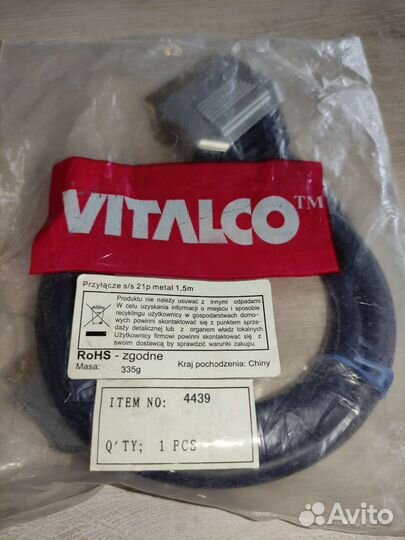 VITALCO™
Przyłącze s/s 21p metal 1,5m
Produktu nie należy usuwać z innymi odpadami
W celu uzyskania informacji o miejscu i sposobie
recyklingu użytkownicy w gospodarstwach domo-
wych powinni skontaktować się z punktem sprze-
daży detalicznej lub z organem władz lokalnych
Użytkownicy firmowi powinni skontaktować się z
swoim dostawcą by sprawdzić warunki zakupu.
RoHS - zgodne
Masa: 335g Kraj pochodzenia: Chiny
ITEM NO: 4439
Q'TY; 1 PCS
Avito